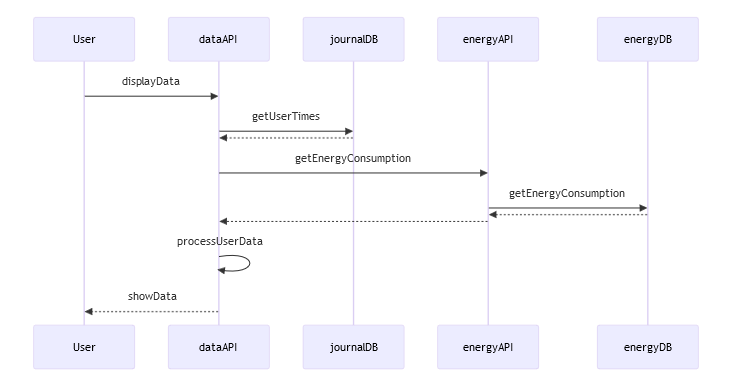 User dataAPI journalDB energyAPI energyDB
displayData
getUserTimes
getEnergyConsumption
getEnergyConsumption
processUserData
showData
User dataAPI journalDB energyAPI energyDB